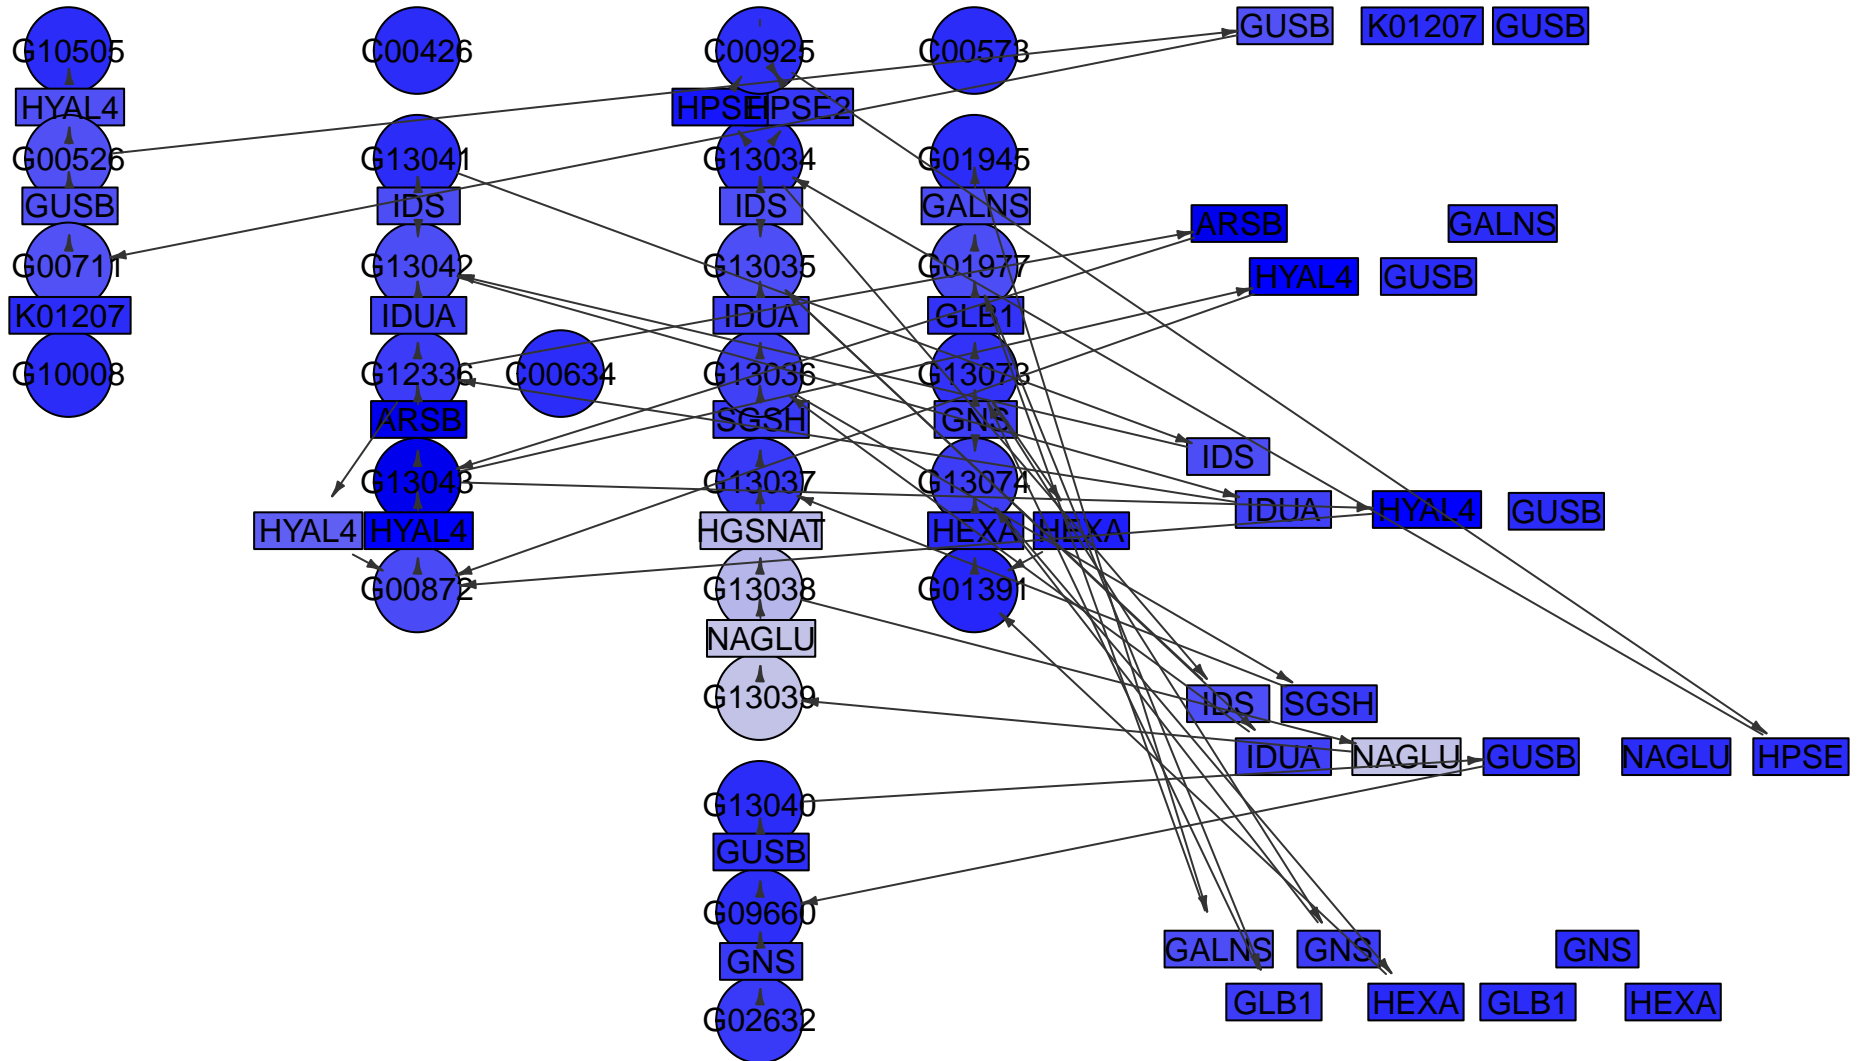 G10505 C00426 C00925 C00573 GUSB K01207 GUSB
HYAL4 HPSE HPSE2
G00526 G13041 G13034 G01945
GUSB IDS IDS GALNS ARSB GALNS
G00711 G13042 G13035 G01977 HYAL4 GUSB
K01207 IDUA IDUA GLB1
G10008 G12336 C00634 G13036 G13073
ARSB SGSH GNS IDS
G13043 G13037 G13074 IDUA HYAL4 GUSB
HYAL4 HYAL4 HGSNAT HEXA HEXA
G00872 G13038 G01391
NAGLU
G13039 IDS SGSH
IDUA NAGLU GUSB NAGLU HPSE
G13040
GUSB
G09660
GNS GALNS GNS GNS
G02632 GLB1 HEXA GLB1 HEXA